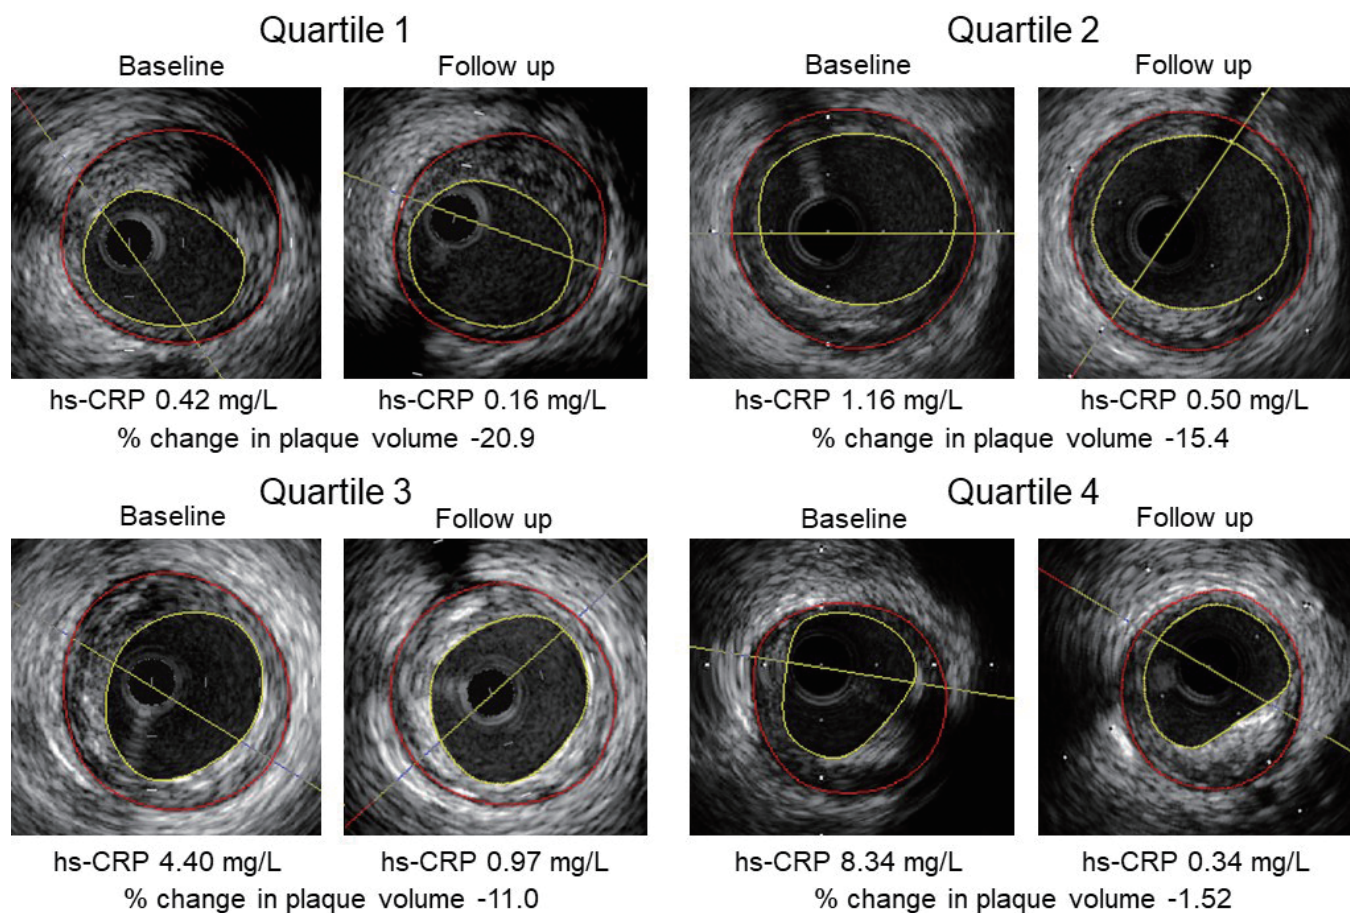 Quartile 1
Baseline
Follow up
hs-CRP 0.42 mg/L
hs-CRP 0.16 mg/L
% change in plaque volume -20.9
Quartile 2
Baseline
Follow up
hs-CRP 1.16 mg/L
hs-CRP 0.50 mg/L
% change in plaque volume -15.4
Quartile 3
Baseline
Follow up
hs-CRP 4.40 mg/L
hs-CRP 0.97 mg/L
% change in plaque volume -11.0
Quartile 4
Baseline
Follow up
hs-CRP 8.34 mg/L
hs-CRP 0.34 mg/L
% change in plaque volume -1.52